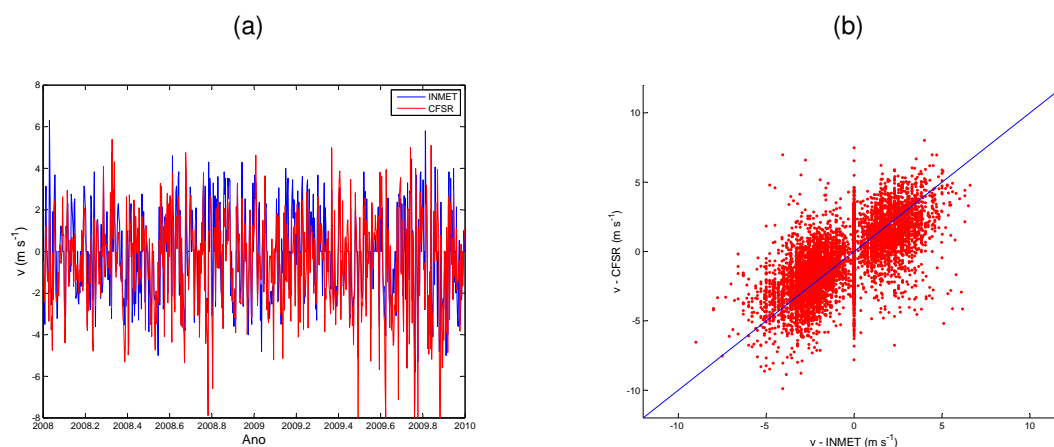 (a)
(b)
v (m s⁻¹)
8
6
4
2
0
-2
-4
-6
-8
INMET
CFSR
2008 2008.2 2008.4 2008.6 2008.8 2009 2009.2 2009.4 2009.6 2009.8 2010
Ano
v - CFSR (m s⁻¹)
10
5
0
-5
-10
-10 -5 0 5 10
v - INMET (m s⁻¹)